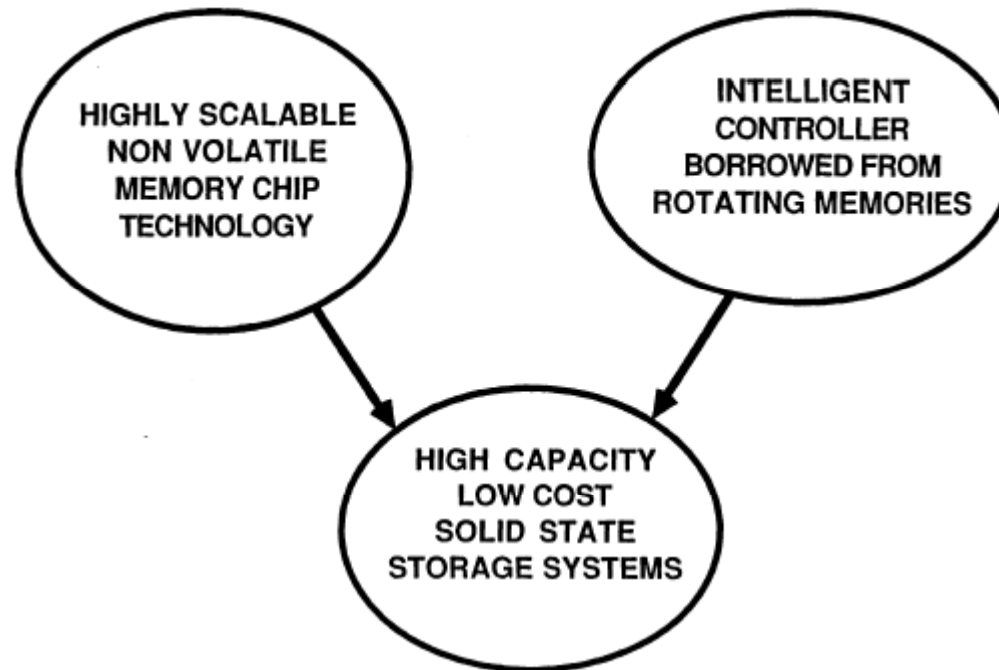 HIGHLY SCALABLE
NON VOLATILE
MEMORY CHIP
TECHNOLOGY
INTELLIGENT
CONTROLLER
BORROWED FROM
ROTATING MEMORIES
HIGH CAPACITY
LOW COST
SOLID STATE
STORAGE SYSTEMS